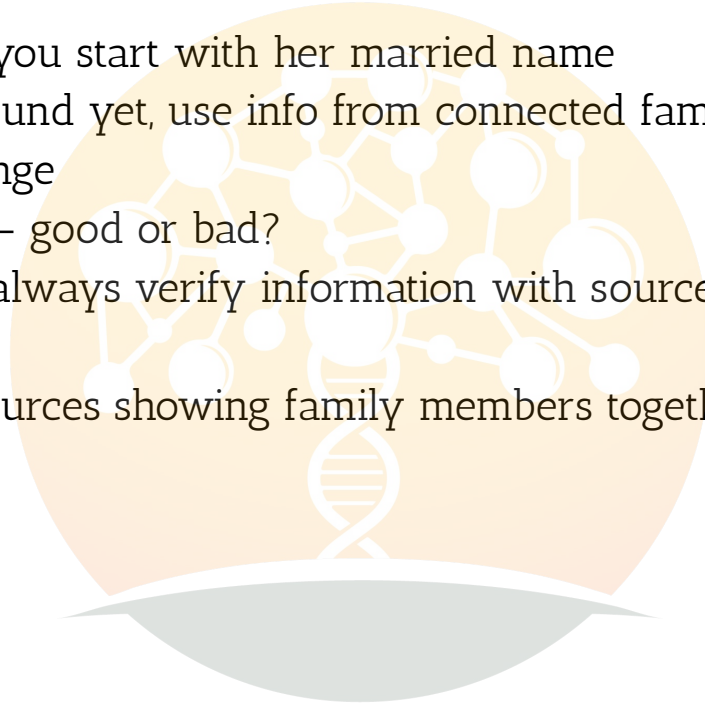 you start with her married name
und yet, use info from connected fam
nge
– good or bad?
always verify information with source
urces showing family members togeth